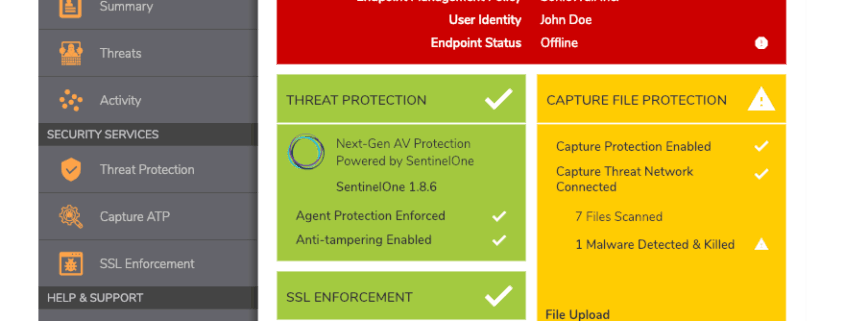 Summary
Threats
Activity
SECURITY SERVICES
Threat Protection
Capture ATP
SSL Enforcement
HELP & SUPPORT
User Identity John Doe
Endpoint Status Offline
THREAT PROTECTION
Next-Gen AV Protection
Powered by SentinelOne
SentinelOne 1.8.6
Agent Protection Enforced
Anti-tampering Enabled
SSL ENFORCEMENT
CAPTURE FILE PROTECTION
Capture Protection Enabled
Capture Threat Network
Connected
7 Files Scanned
1 Malware Detected & Killed
File Upload